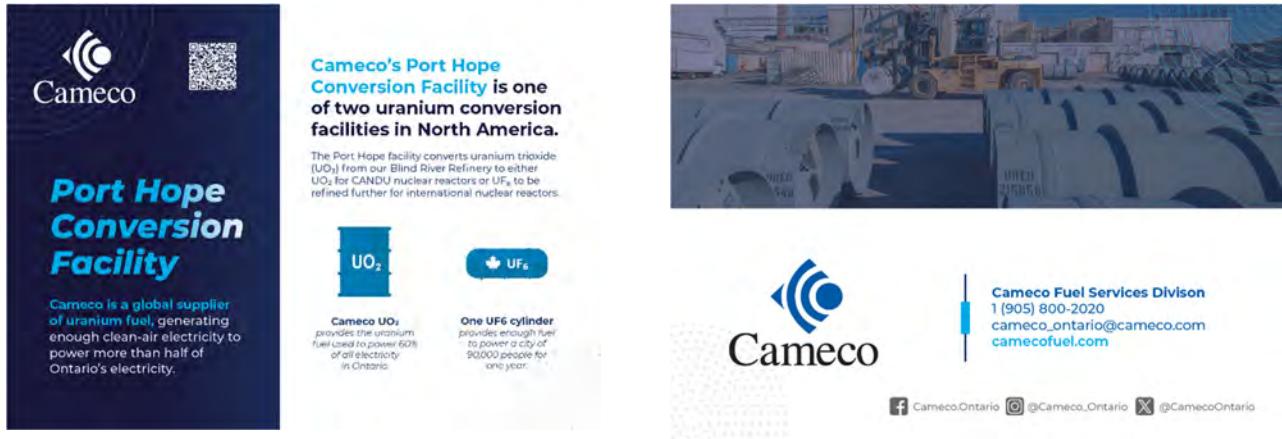 Cameco
Port Hope
Conversion
Facility
Cameco is a global supplier
of uranium fuel, generating
enough clean-air electricity to
power more than half of
Ontario's electricity.
Cameco's Port Hope
Conversion Facility is one
of two uranium conversion
facilities in North America.
The Port Hope facility converts uranium trioxide
(UO₃) from our Blind River Refinery to either
UO₂ for CANDU nuclear reactors or UF₆ to be
refined further for international nuclear reactors.
UO₂
UF₆
Cameco UO₂
provides the uranium
fuel used to power 60%
of all electricity
in Ontario.
One UF6 cylinder
provides enough fuel
to power a city of
90,000 people for
one year.
Cameco
Cameco Fuel Services Divison
1 (905) 800-2020
cameco_ontario@cameco.com
camecofuel.com
Cameco.Ontario @Cameco_Ontario @CamecoOntario